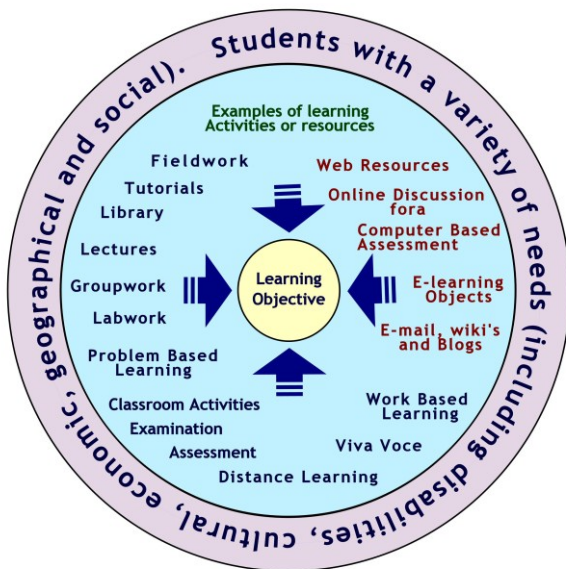 Students with a variety of needs (including disabilities, cultural, economic, geographical and social).
Examples of learning
Activities or resources
Fieldwork
Tutorials
Library
Lectures
Groupwork
Labwork
Problem Based
Learning
Classroom Activities
Examination
Assessment
Distance Learning
Viva Voce
Work Based
Learning
Web Resources
Online Discussion
fora
Computer Based
Assessment
E-learning
Objects
E-mail, wiki's
and Blogs
Learning
Objective